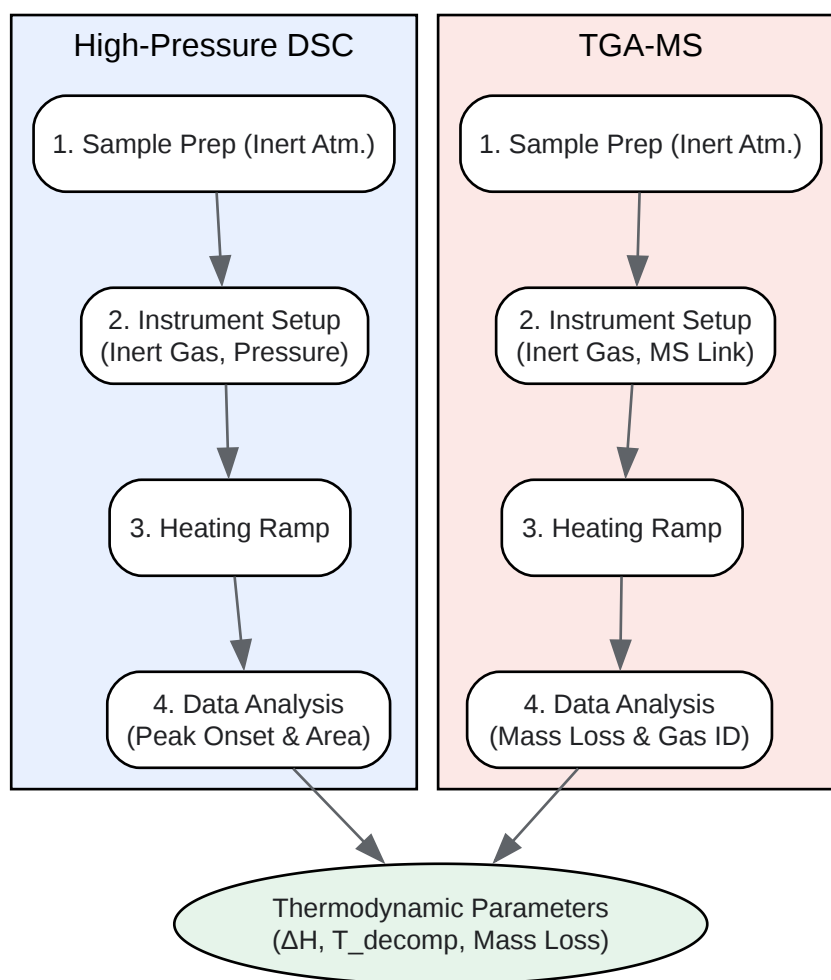 High-Pressure DSC
1. Sample Prep (Inert Atm.)
2. Instrument Setup
(Inert Gas, Pressure)
3. Heating Ramp
4. Data Analysis
(Peak Onset & Area)
TGA-MS
1. Sample Prep (Inert Atm.)
2. Instrument Setup
(Inert Gas, MS Link)
3. Heating Ramp
4. Data Analysis
(Mass Loss & Gas ID)
Thermodynamic Parameters
(ΔH, T_decomp, Mass Loss)